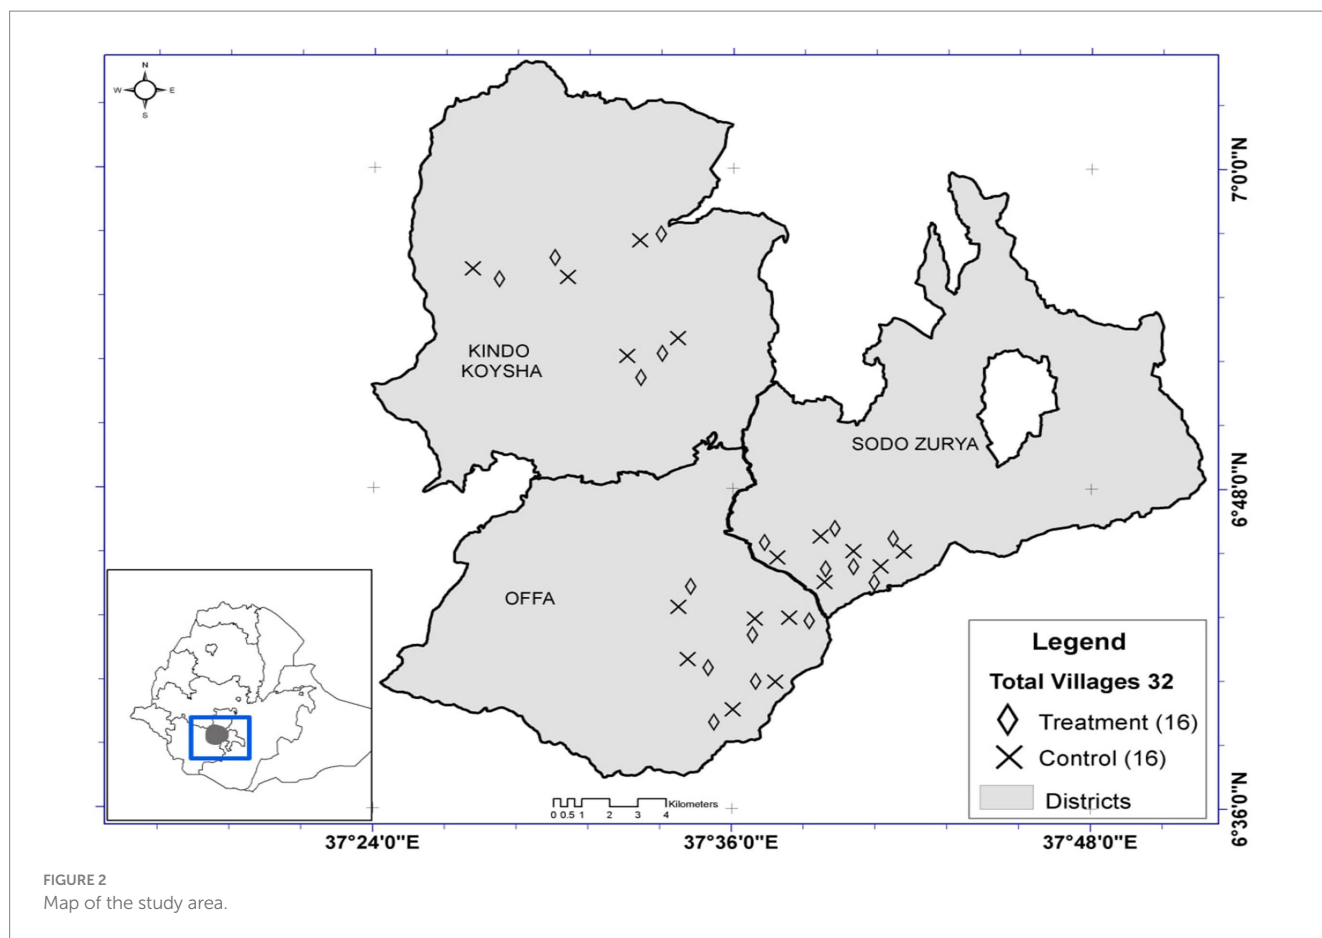 N
W E
S
7°0'0"N
KINDO
KOYSHA
SODO ZURYA
6°48'0"N
OFFA
Legend
Total Villages 32
Treatment (16)
Control (16)
Districts
Kilometers
0 0.5 1 2 3 4
6°36'0"N
37°24'0"E 37°36'0"E 37°48'0"E
FIGURE 2
Map of the study area.